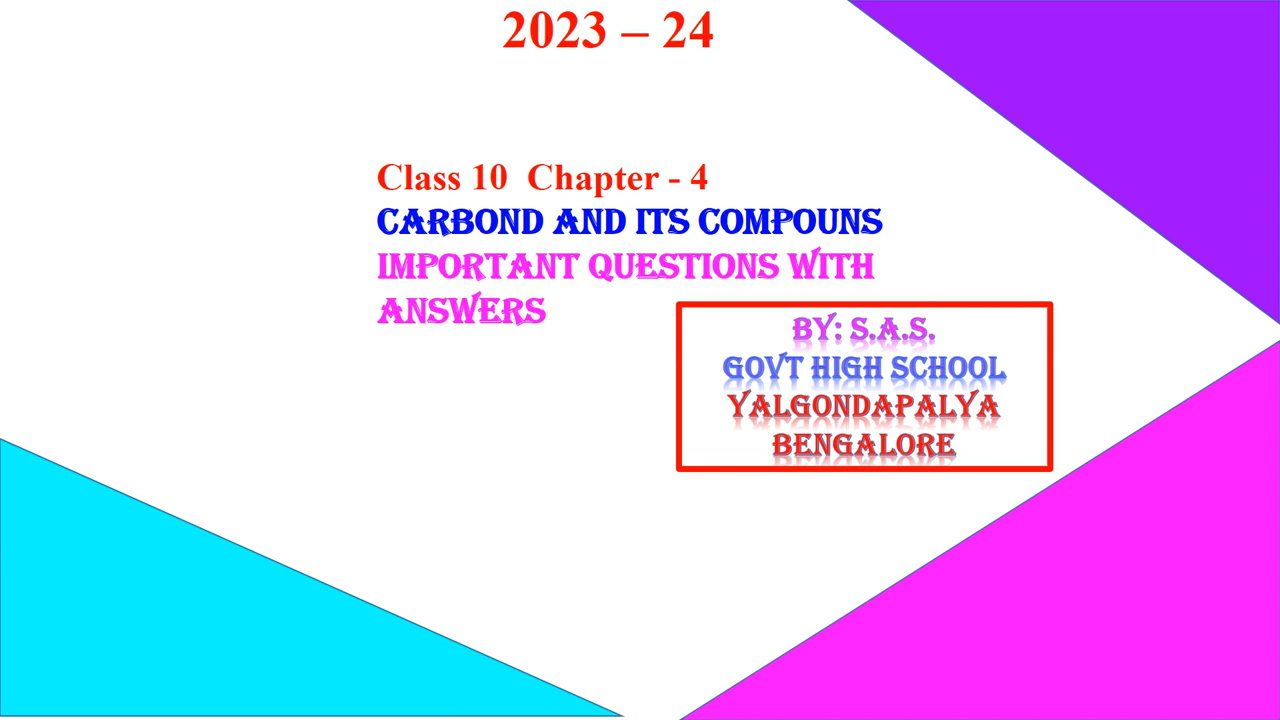 2023 – 24
Class 10 Chapter - 4
CARBOND AND ITS COMPOUNS
IMPORTANT QUESTIONS WITH
ANSWERS
BY: S.A.S.
GOVT HIGH SCHOOL
YALGONDAPALYA
BENGALORE